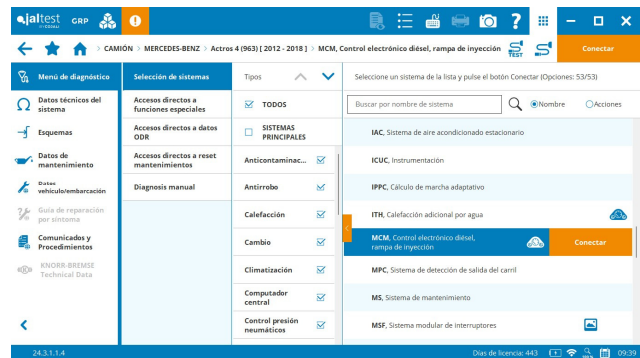 jaltest GRP
BY COJALI
TEST
CAMIÓN > MERCEDES-BENZ > Actros 4 (963) [ 2012 - 2018 ] > MCM, Control electrónico diésel, rampa de inyección
Conectar
Menú de diagnóstico
Datos técnicos del
sistema
Esquemas
Datos de
mantenimiento
Datos
vehículo/embarcación
Guía de reparación
por síntoma
Comunicados y
Procedimientos
KNORR-BREMSE
Technical Data
Selección de sistemas
Accesos directos a
funciones especiales
Accesos directos a datos
ODR
Accesos directos a reset
mantenimientos
Diagnosis manual
Tipos
TODOS
SISTEMAS
PRINCIPALES
Anticontaminac...
Antirrobo
Calefacción
Cambio
Climatización
Computador
central
Control presión
neumáticos
Seleccione un sistema de la lista y pulse el botón Conectar (Opciones: 53/53)
Buscar por nombre de sistema
Nombre
Acciones
IAC, Sistema de aire acondicionado estacionario
ICUC, Instrumentación
IPPC, Cálculo de marcha adaptativo
ITH, Calefacción adicional por agua
MCM, Control electrónico diésel,
rampa de inyección
Conectar
MPC, Sistema de detección de salida del carril
MS, Sistema de mantenimiento
MSF, Sistema modular de interruptores
24.3.1.1.4
Días de licencia: 443
100%
09:39